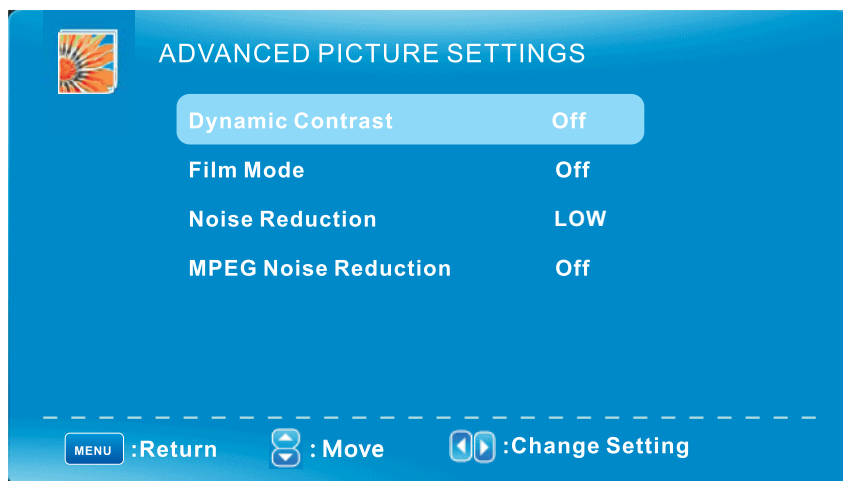 ADVANCED PICTURE SETTINGS
Dynamic Contrast Off
Film Mode Off
Noise Reduction LOW
MPEG Noise Reduction Off
MENU :Return : Move :Change Setting